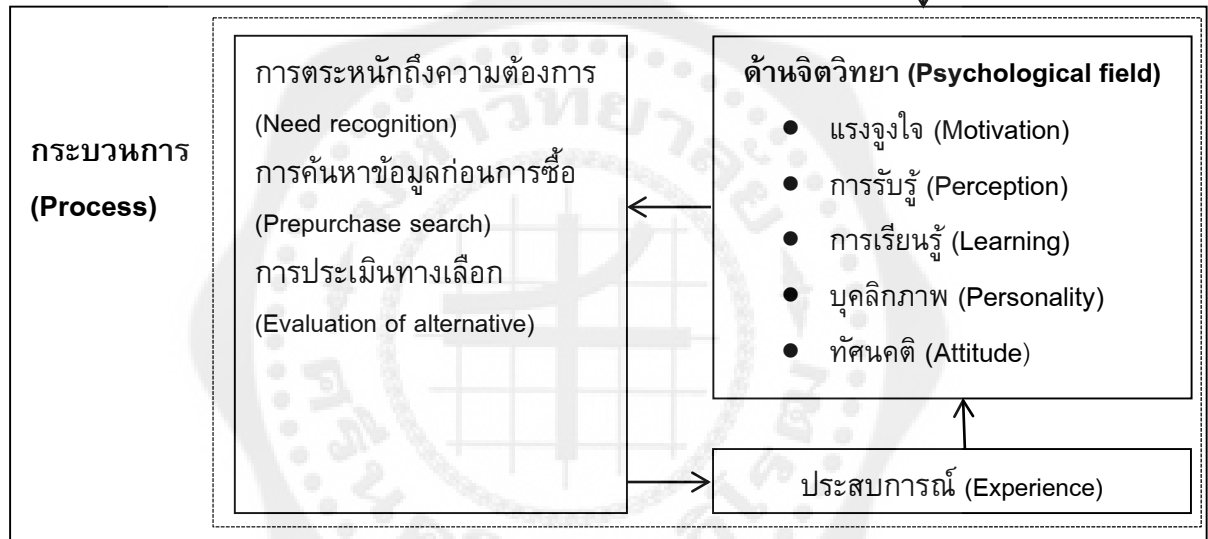 กระบวนการ
(Process)
การตระหนักถึงความต้องการ
(Need recognition)
การค้นหาข้อมูลก่อนการซื้อ
(Prepurchase search)
การประเมินทางเลือก
(Evaluation of alternative)
ด้านจิตวิทยา (Psychological field)
● แรงจูงใจ (Motivation)
● การรับรู้ (Perception)
● การเรียนรู้ (Learning)
● บุคลิกภาพ (Personality)
● ทัศนคติ (Attitude)
ประสบการณ์ (Experience)